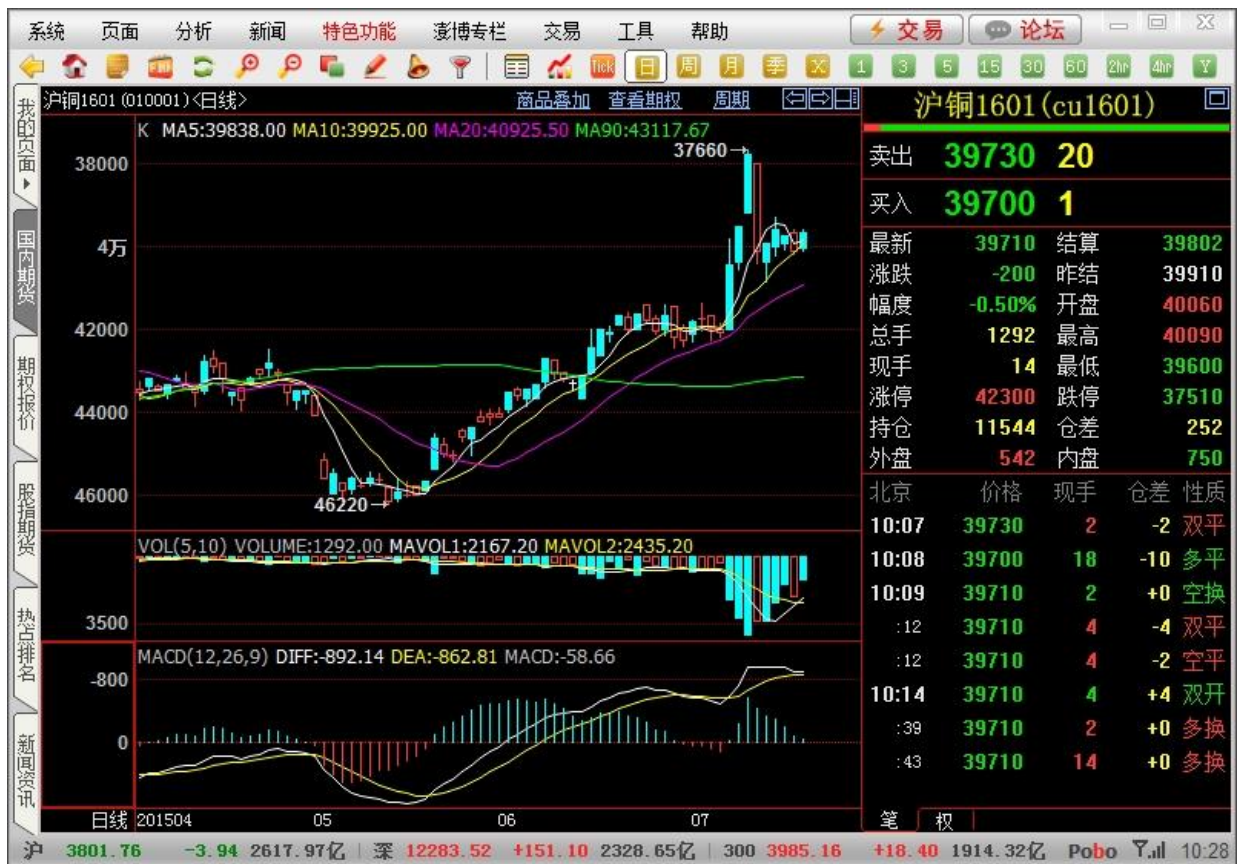 系统 页面 分析 新闻 特色功能 澎博专栏 交易 工具 帮助 交易 论坛
Tick 日 周 月 季 X 1 3 5 15 30 60 2hr 4hr Y
我的页面
国内期货
期权报价
股指期货
热点排名
新闻资讯
沪铜1601 (010001)<日线> 商品叠加 查看期权 周期
K MA5:39838.00 MA10:39925.00 MA20:40925.50 MA90:43117.67
37660
38000
4万
42000
44000
46000
46220
VOL(5,10) VOLUME:1292.00 MAVOL1:2167.20 MAVOL2:2435.20
3500
MACD(12,26,9) DIFF:-892.14 DEA:-862.81 MACD:-58.66
-800
0
日线 201504 05 06 07
沪铜1601(cu1601)
卖出 39730 20
买入 39700 1
最新 39710 结算 39802
涨跌 -200 昨结 39910
幅度 -0.50% 开盘 40060
总手 1292 最高 40090
现手 14 最低 39600
涨停 42300 跌停 37510
持仓 11544 仓差 252
外盘 542 内盘 750
北京 价格 现手 仓差 性质
10:07 39730 2 -2 双平
10:08 39700 18 -10 多平
10:09 39710 2 +0 空换
:12 39710 4 -4 双平
:12 39710 4 -2 空平
10:14 39710 4 +4 双开
:39 39710 2 +0 多换
:43 39710 14 +0 多换
笔 权
沪 3801.76 -3.94 2617.97亿 深 12283.52 +151.10 2328.65亿 300 3985.16 +18.40 1914.32亿 Pobo 10:28